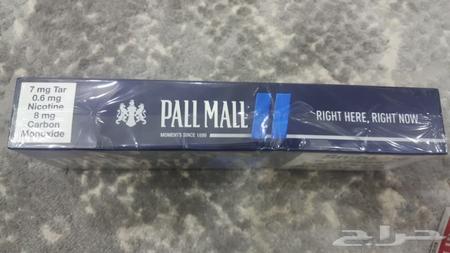 7 mg Tar
0.6 mg
Nicotine
8 mg
Carbon
Monoxide
PALL MALL
MOMENTS SINCE 1899
RIGHT HERE, RIGHT NOW
حراج